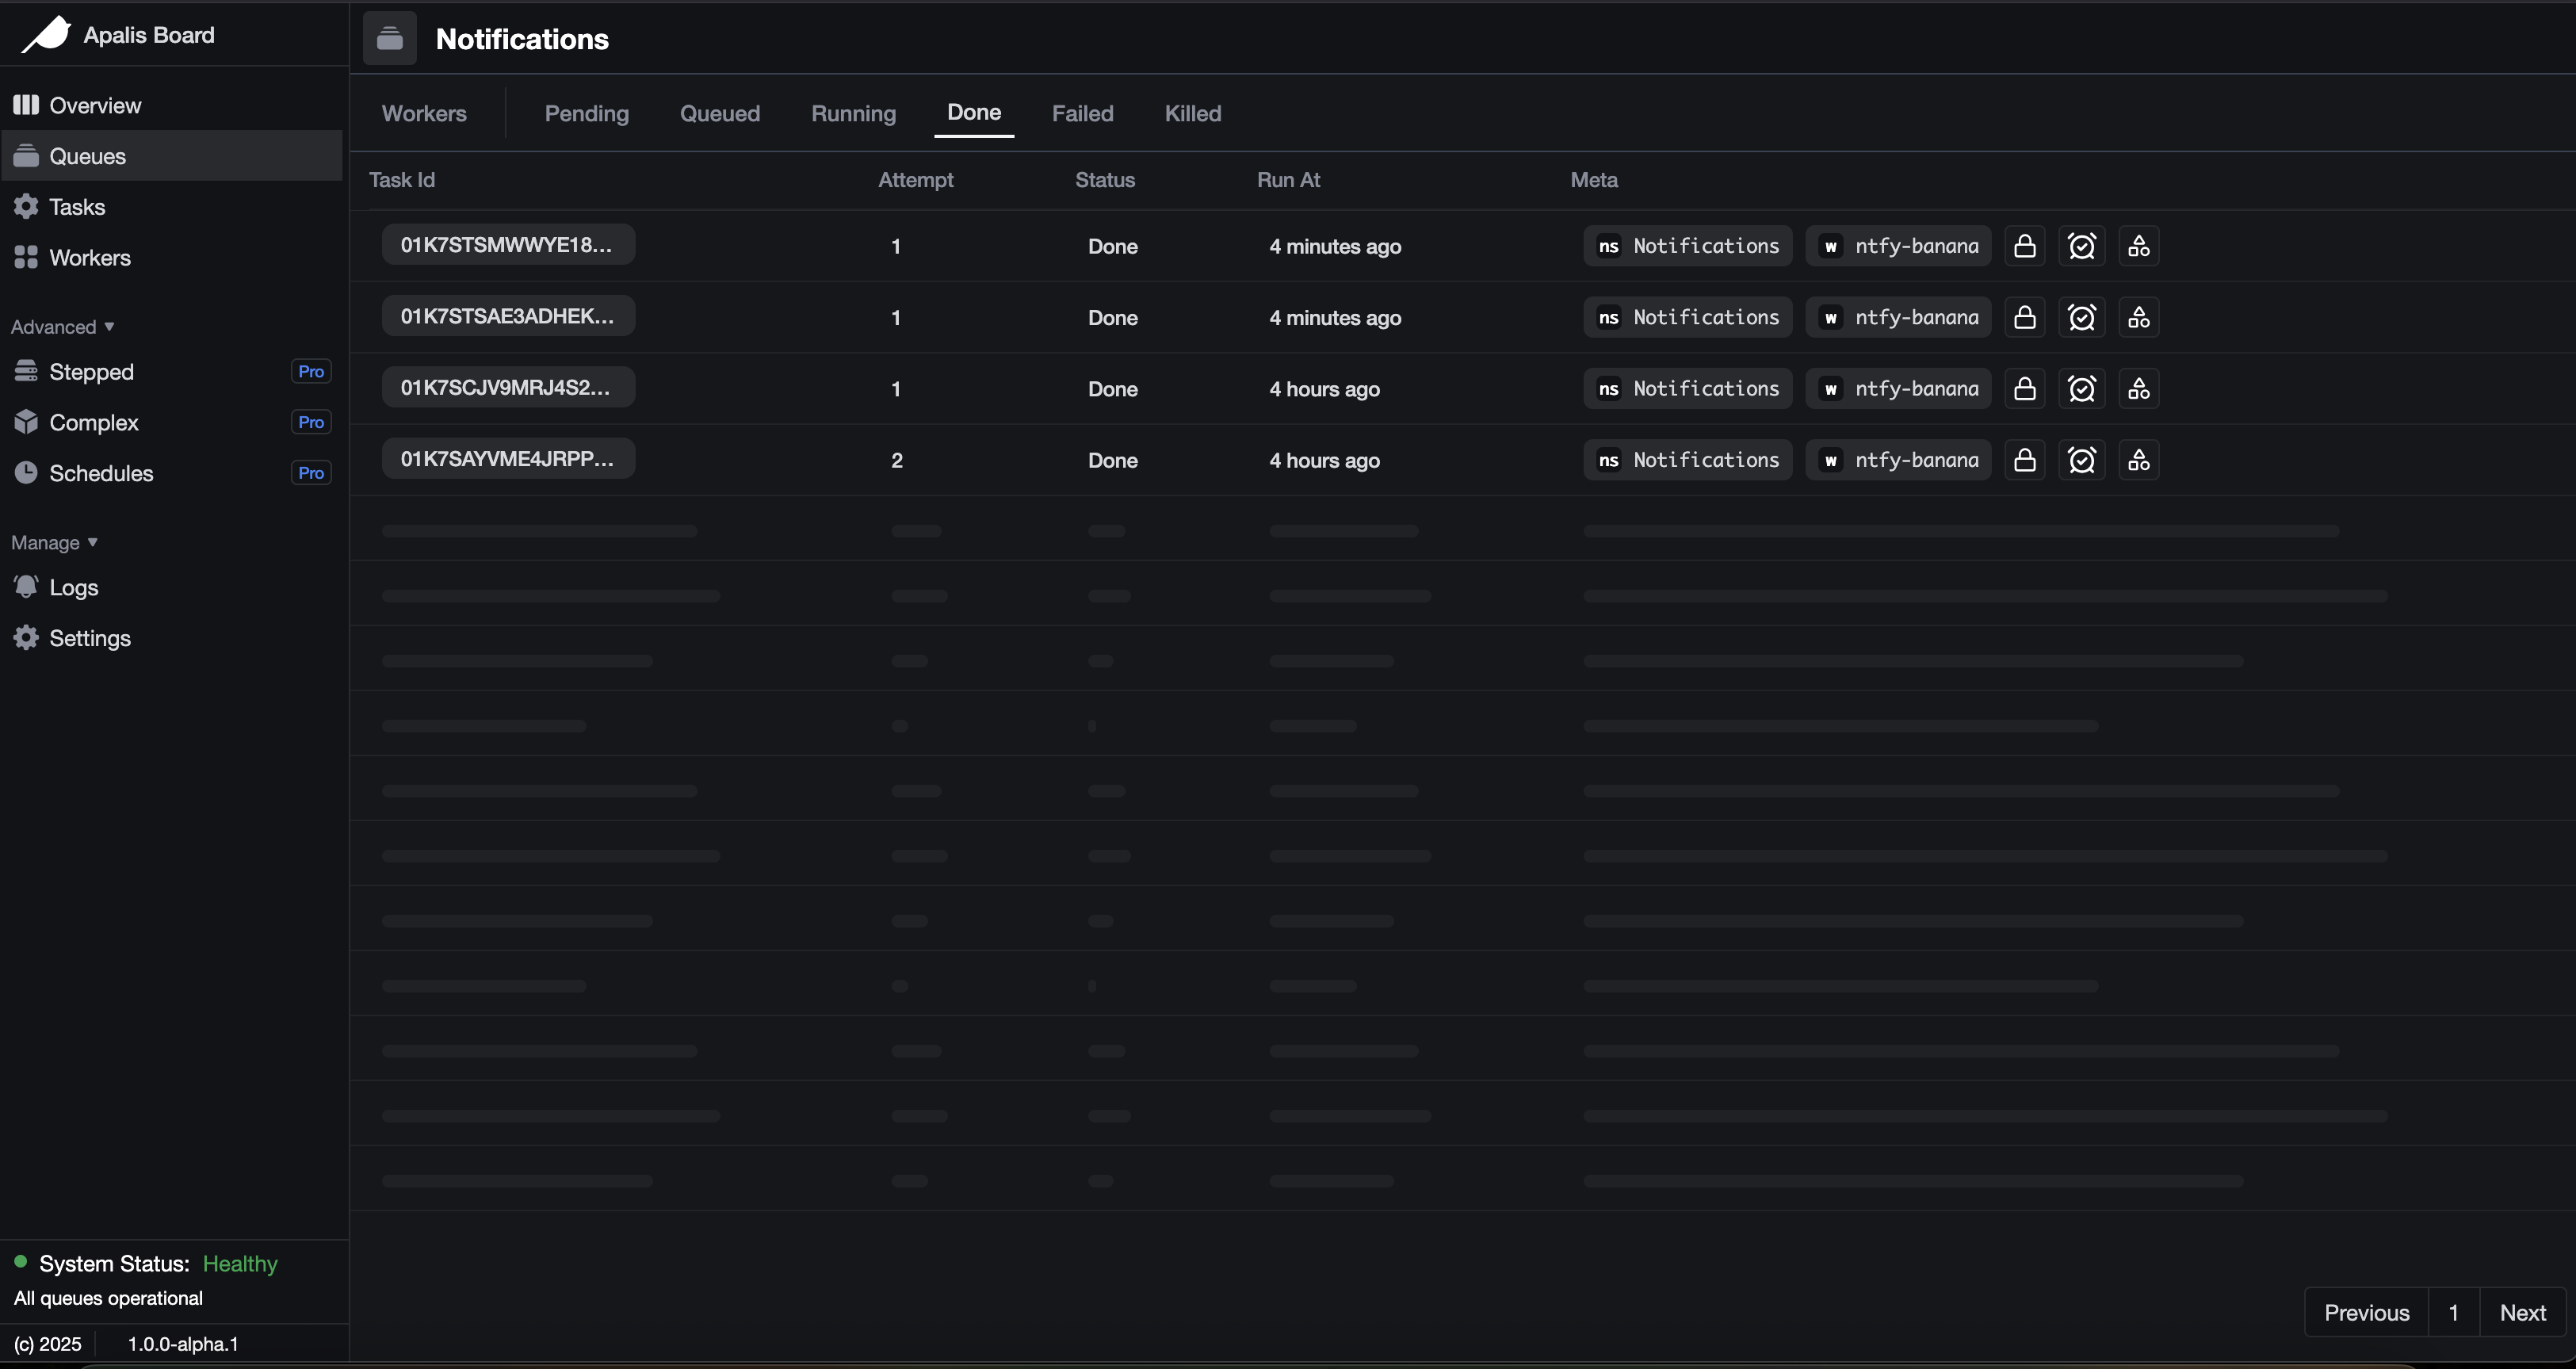 Apalis Board
Overview
Queues
Tasks
Workers
Advanced ▼
Stepped Pro
Complex Pro
Schedules Pro
Manage ▼
Logs
Settings
System Status: Healthy
All queues operational
(c) 2025 1.0.0-alpha.1
Notifications
Workers Pending Queued Running Done Failed Killed
Task Id Attempt Status Run At Meta
01K7STSMWWYE18... 1 Done 4 minutes ago ns Notifications w ntfy-banana
01K7STSAE3ADHEK... 1 Done 4 minutes ago ns Notifications w ntfy-banana
01K7SCJV9MRJ4S2... 1 Done 4 hours ago ns Notifications w ntfy-banana
01K7SAYVME4JRPP... 2 Done 4 hours ago ns Notifications w ntfy-banana
Previous 1 Next